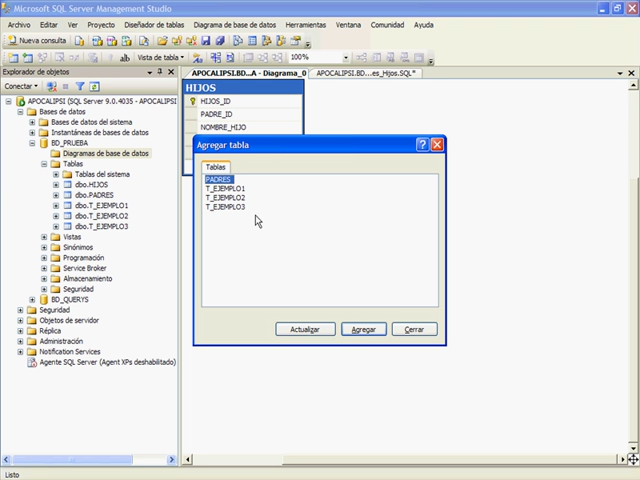 Microsoft SQL Server Management Studio
Archivo Editar Ver Proyecto Diseñador de tablas Diagrama de base de datos Herramientas Ventana Comunidad Ayuda
Nueva consulta
ab Vista de tabla 100%
Explorador de objetos
Conectar
APOCALIPSI (SQL Server 9.0.4035 - APOCALIPSI
Bases de datos
Bases de datos del sistema
Instantáneas de bases de datos
BD_PRUEBA
Diagramas de base de datos
Tablas
Tablas del sistema
dbo.HIJOS
dbo.PADRES
dbo.T_EJEMPLO1
dbo.T_EJEMPLO2
dbo.T_EJEMPLO3
Vistas
Sinónimos
Programación
Service Broker
Almacenamiento
Seguridad
BD_QUERYS
Seguridad
Objetos de servidor
Réplica
Administración
Notification Services
Agente SQL Server (Agent XPs deshabilitado)
APOCALIPSI.BD...A - Diagrama_0 APOCALIPSI.BD...es_Hijos.SQL*
HIJOS
HIJOS_ID
PADRE_ID
NOMBRE_HIJO
Agregar tabla
Tablas
PADRES
T_EJEMPLO1
T_EJEMPLO2
T_EJEMPLO3
Actualizar Agregar Cerrar
Listo